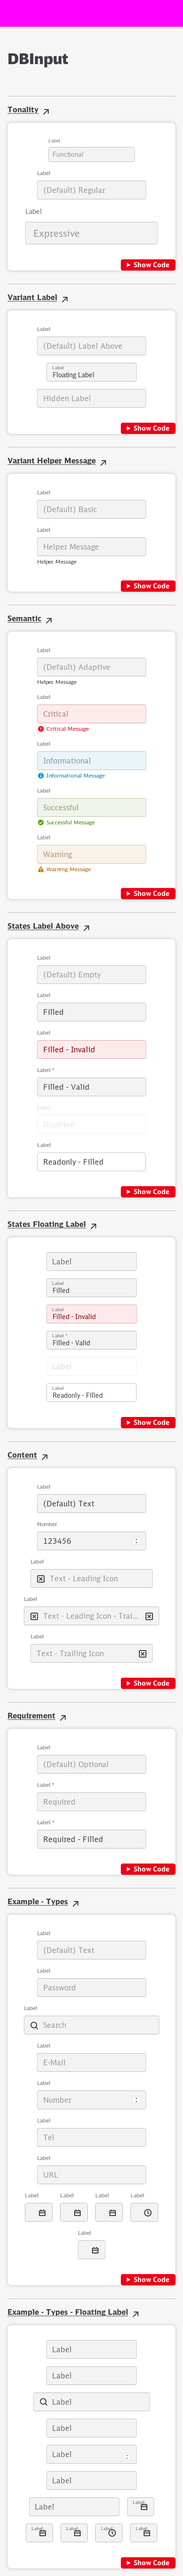 DBInput
Tonality
Label
Functional
Label
(Default) Regular
Label
Expressive
Show Code
Variant Label
Label
(Default) Label Above
Label
Floating Label
Hidden Label
Show Code
Variant Helper Message
Label
(Default) Basic
Label
Helper Message
Helper Message
Show Code
Semantic
Label
(Default) Adaptive
Helper Message
Label
Critical
Critical Message
Label
Informational
Informational Message
Label
Successful
Successful Message
Label
Warning
Warning Message
Show Code
States Label Above
Label
(Default) Empty
Label
Filled
Label
Filled - Invalid
Label *
Filled - Valid
Label
Disabled
Label
Readonly - Filled
Show Code
States Floating Label
Label
Label
Filled
Label
Filled - Invalid
Label *
Filled - Valid
Label
Label
Readonly - Filled
Show Code
Content
Label
(Default) Text
Number
123456
Label
Text - Leading Icon
Label
Text - Leading Icon - Trai...
Label
Text - Trailing Icon
Show Code
Requirement
Label
(Default) Optional
Label *
Required
Label *
Required - Filled
Show Code
Example - Types
Label
(Default) Text
Label
Password
Label
Search
Label
E-Mail
Label
Number
Label
Tel
Label
URL
Label Label Label Label
Label
Show Code
Example - Types - Floating Label
Label
Label
Label
Label
Label
Label
Label Label
Label Label Label Label
Show Code